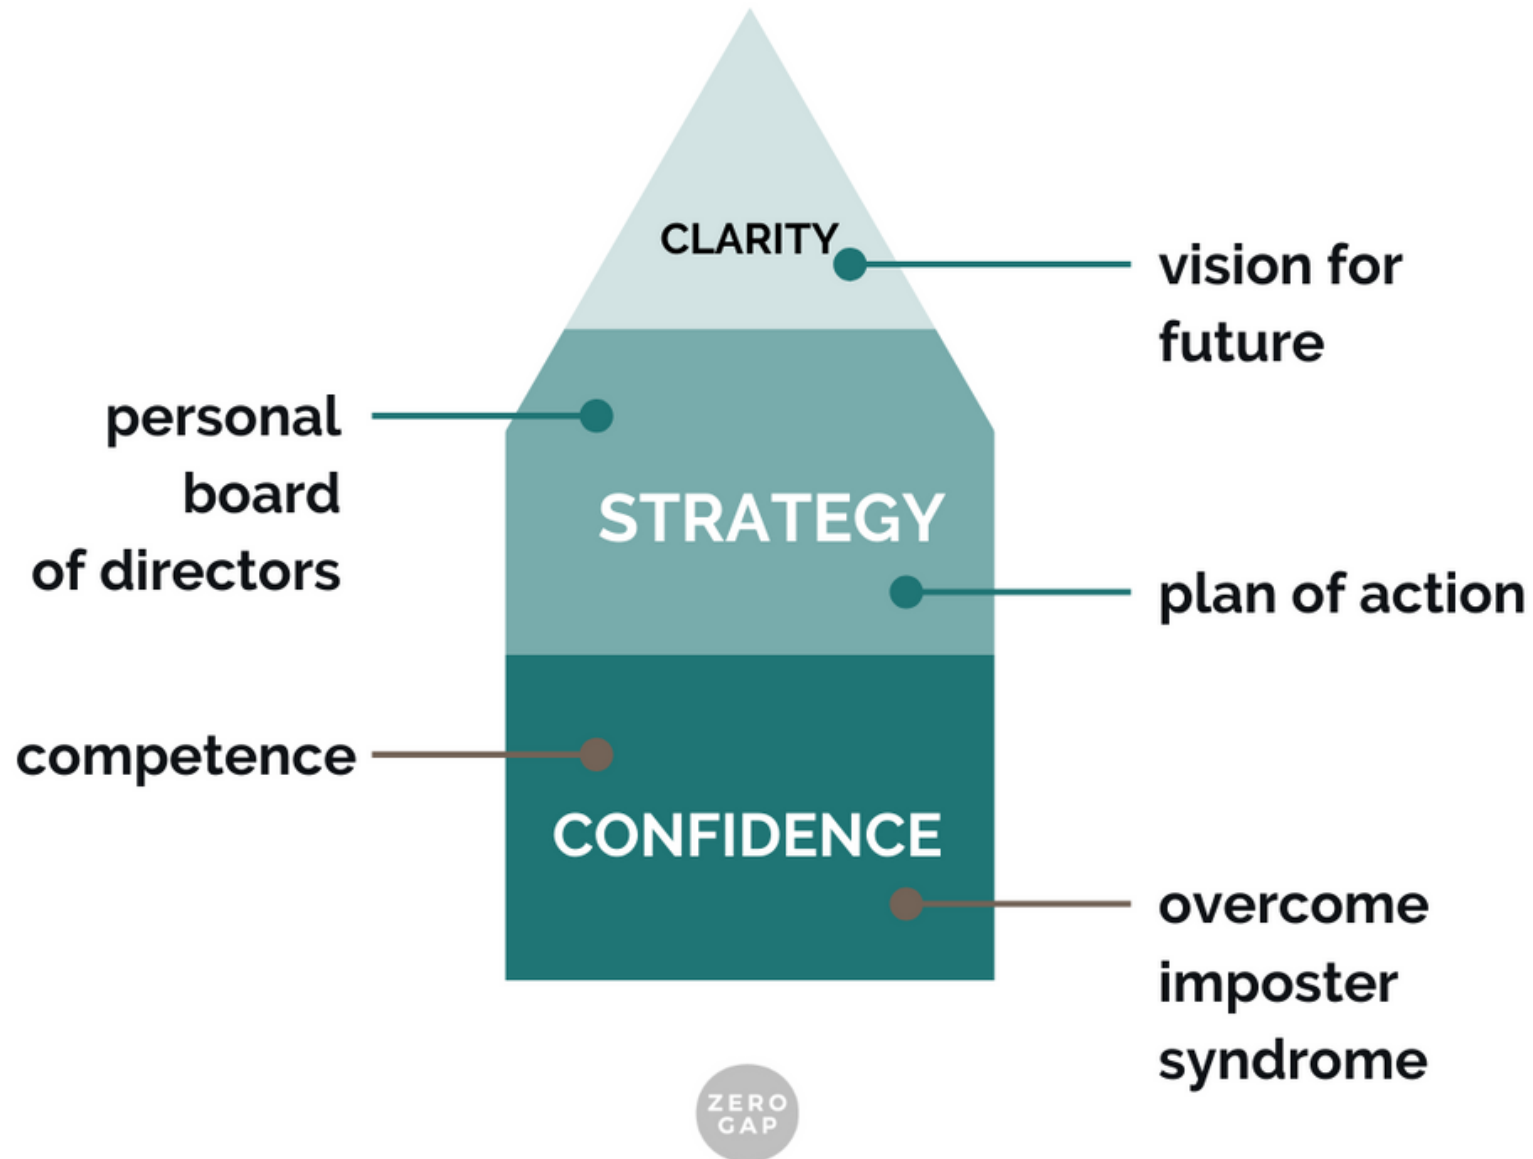 CLARITY
vision for
future
personal
board
of directors
STRATEGY
plan of action
competence
CONFIDENCE
overcome
imposter
syndrome
ZERO
GAP